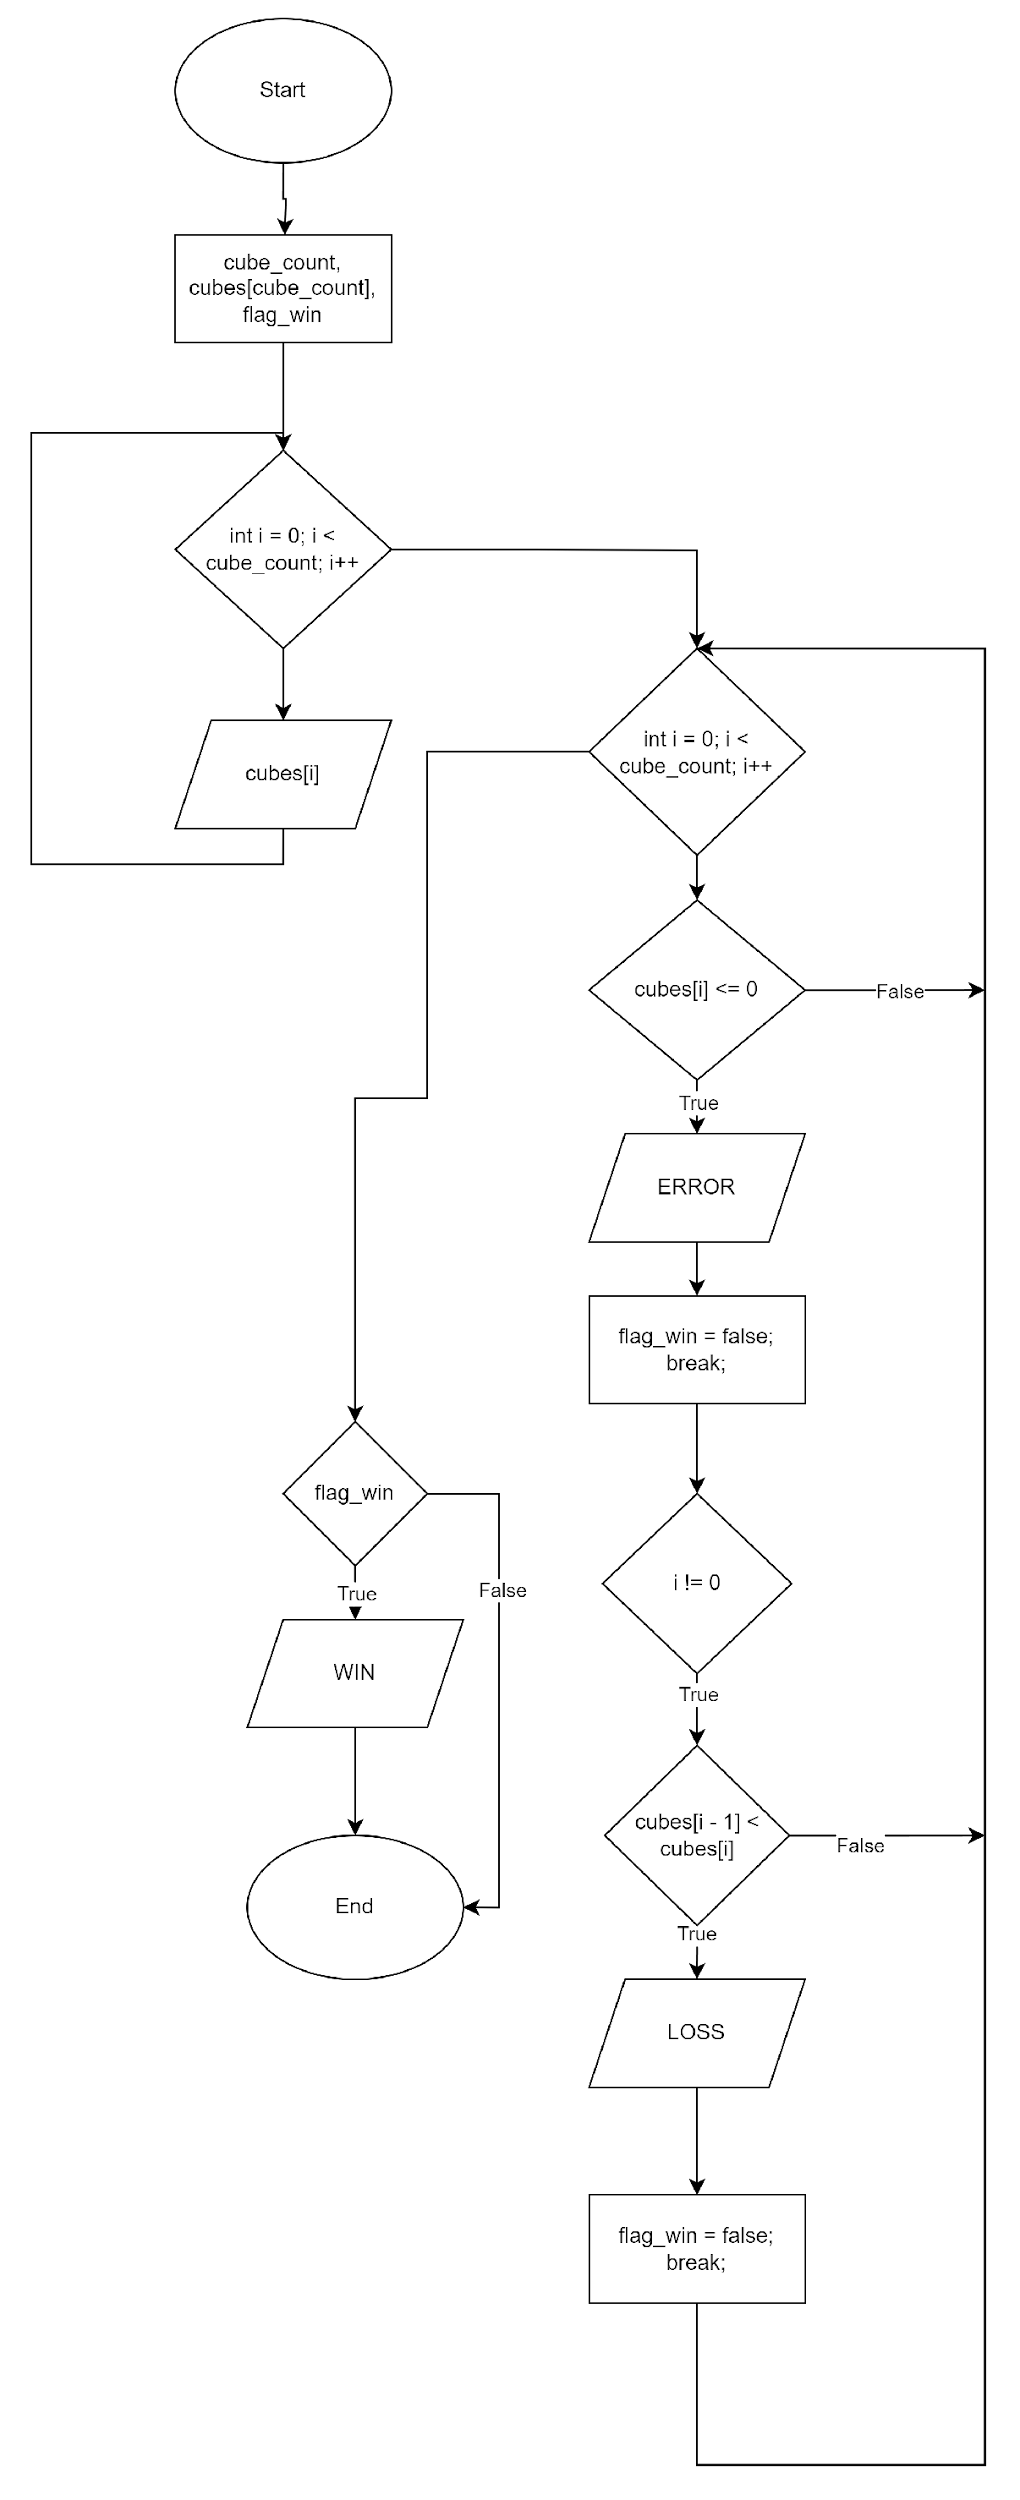 Start
cube_count,
cubes[cube_count],
flag_win
int i = 0; i <
cube_count; i++
cubes[i]
int i = 0; i <
cube_count; i++
cubes[i] <= 0
False
True
ERROR
flag_win = false;
break;
flag_win
True
False
WIN
End
i != 0
True
cubes[i - 1] <
cubes[i]
False
True
LOSS
flag_win = false;
break;